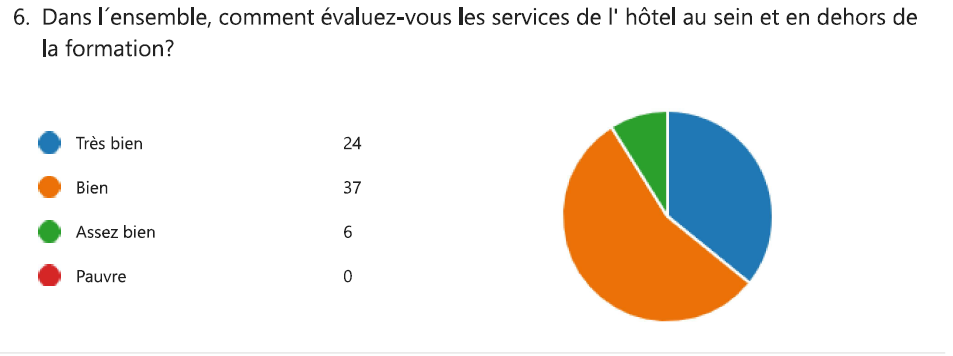 6. Dans l´ensemble, comment évaluez-vous les services de l' hôtel au sein et en dehors de
la formation?
Très bien 24
Bien 37
Assez bien 6
Pauvre 0